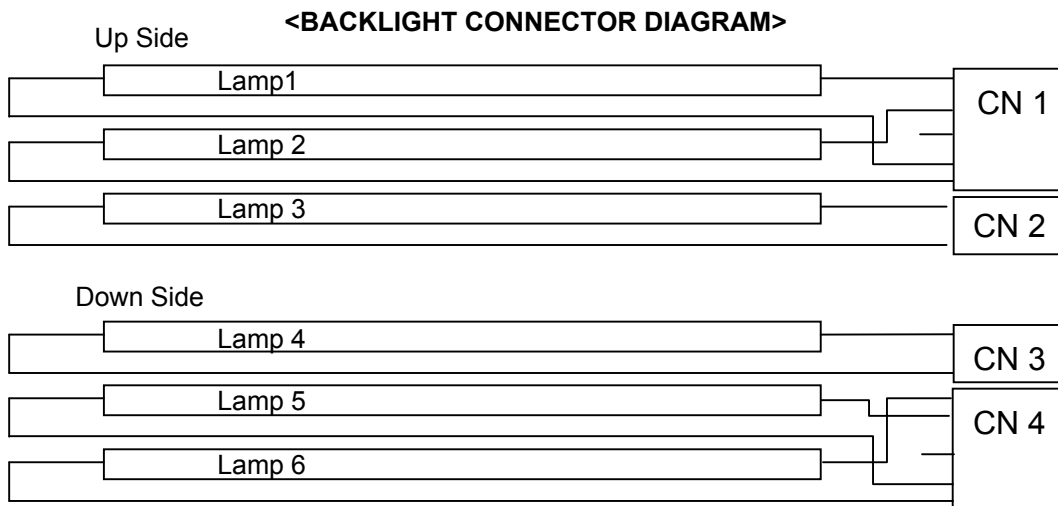 <BACKLIGHT CONNECTOR DIAGRAM>
Up Side
Lamp1
CN 1
Lamp 2
Lamp 3
CN 2
Down Side
Lamp 4
CN 3
Lamp 5
CN 4
Lamp 6